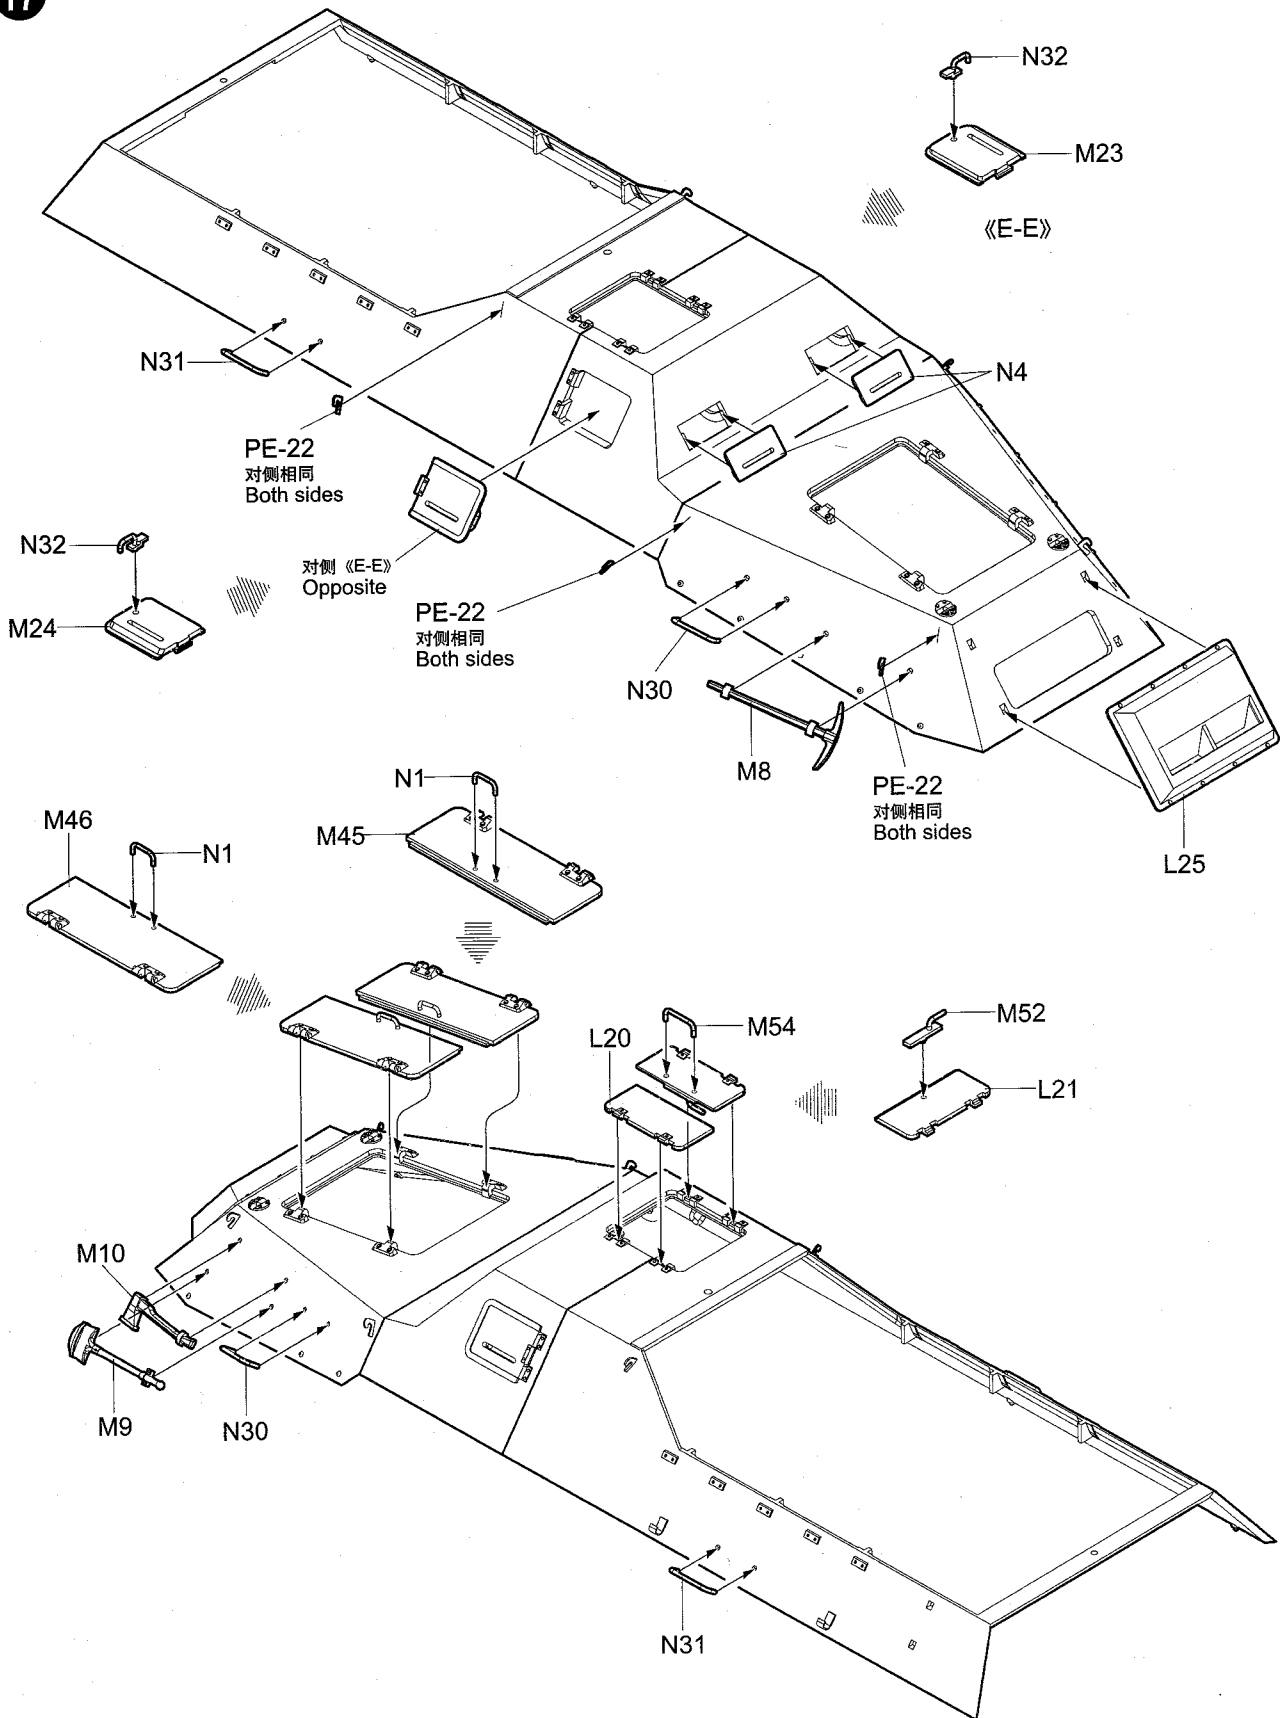 17
N32
M23
《E-E》
N31
N4
PE-22
对侧相同
Both sides
N32
对侧《E-E》
Opposite
M24
PE-22
对侧相同
Both sides
N30
M8
PE-22
对侧相同
Both sides
L25
N1
M45
M46
N1
M54
M52
L20
L21
M10
M9
N30
N31